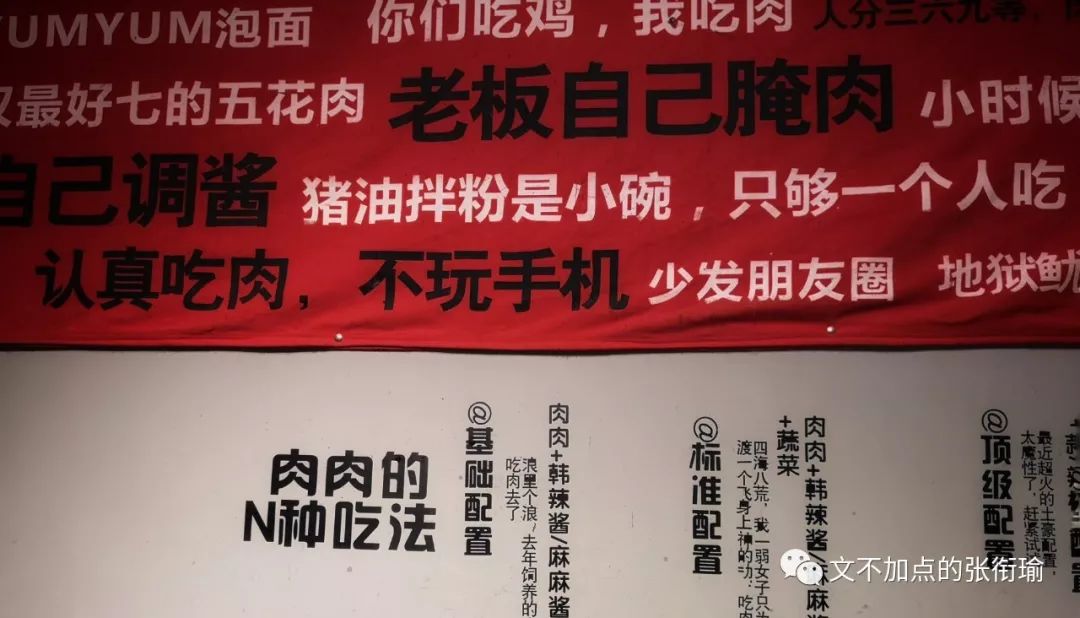 YUMYUM泡面 你们吃鸡，我吃肉 人分三六九等，
最好七的五花肉 老板自己腌肉 小时候
自己调酱 猪油拌粉是小碗，只够一个人吃
认真吃肉，不玩手机 少发朋友圈 地狱鱿
肉肉的
N种吃法
@基础配置
肉肉+韩辣酱/麻麻酱
浪里个浪，去年饲养的
吃肉去了
@标准配置
肉肉+韩辣酱/麻辣
+蔬菜
四海八荒，我一弱女子只为
渡一个飞身上神的劫：吃肉
@顶级配置
最近超火的土豪配置，
太魔性了，赶紧试试
文不加点的张衔瑜